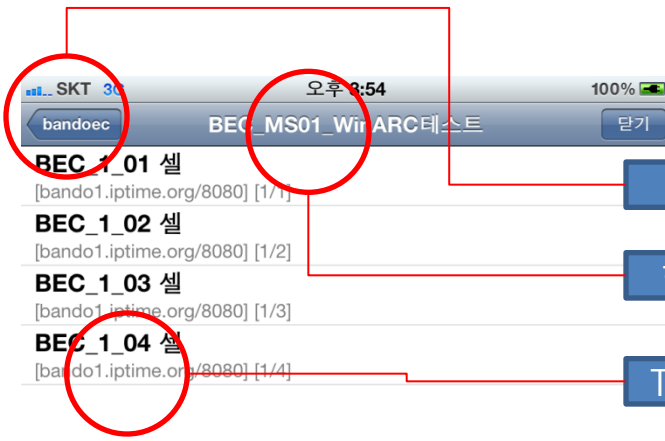 SKT 3G 오후 8:54 100%
bandoec BEC_MS01_WinARC테스트 닫기
BEC_1_01 셀
[bando1.iptime.org/8080] [1/1]
BEC_1_02 셀
[bando1.iptime.org/8080] [1/2]
BEC_1_03 셀
[bando1.iptime.org/8080] [1/3]
BEC_1_04 셀
[bando1.iptime.org/8080] [1/4]
T